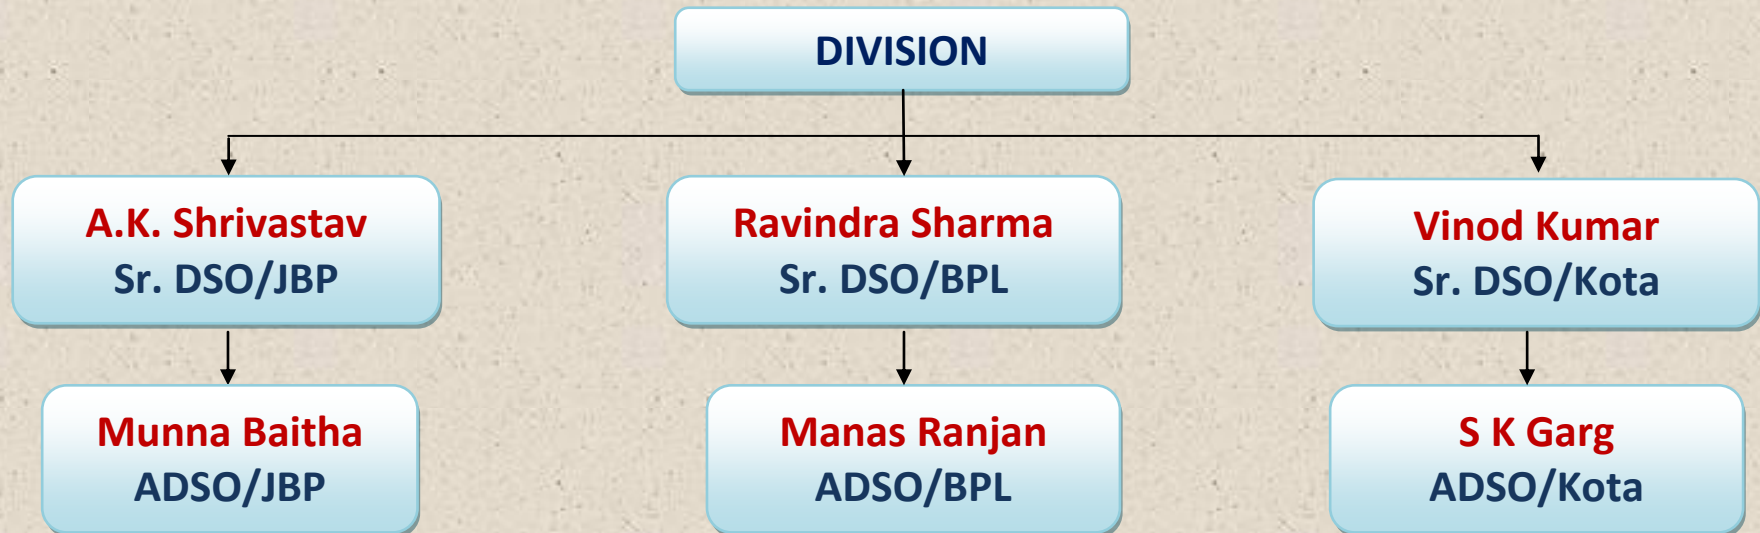 DIVISION
A.K. Shrivastav
Sr. DSO/JBP
Ravindra Sharma
Sr. DSO/BPL
Vinod Kumar
Sr. DSO/Kota
Munna Baitha
ADSO/JBP
Manas Ranjan
ADSO/BPL
S K Garg
ADSO/Kota